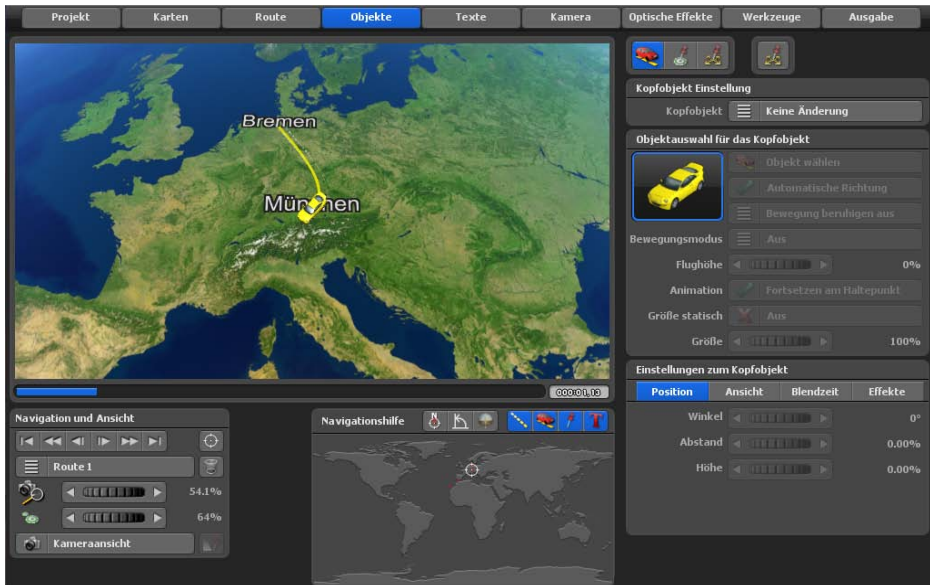 Projekt Karten Route Objekte Texte Kamera Optische Effekte Werkzeuge Ausgabe
Bremen
München
000:01,13
Kopfobjekt Einstellung
Kopfobjekt Keine Änderung
Objektauswahl für das Kopfobjekt
Objekt wählen
Automatische Richtung
Bewegung beruhigen aus
Bewegungsmodus Aus
Flughöhe 0%
Animation Fortsetzen am Haltepunkt
Größe statisch Aus
Größe 100%
Einstellungen zum Kopfobjekt
Position Ansicht Blendzeit Effekte
Winkel 0°
Abstand 0.00%
Höhe 0.00%
Navigation und Ansicht
Route 1
54.1%
64%
Kameraansicht
Navigationshilfe